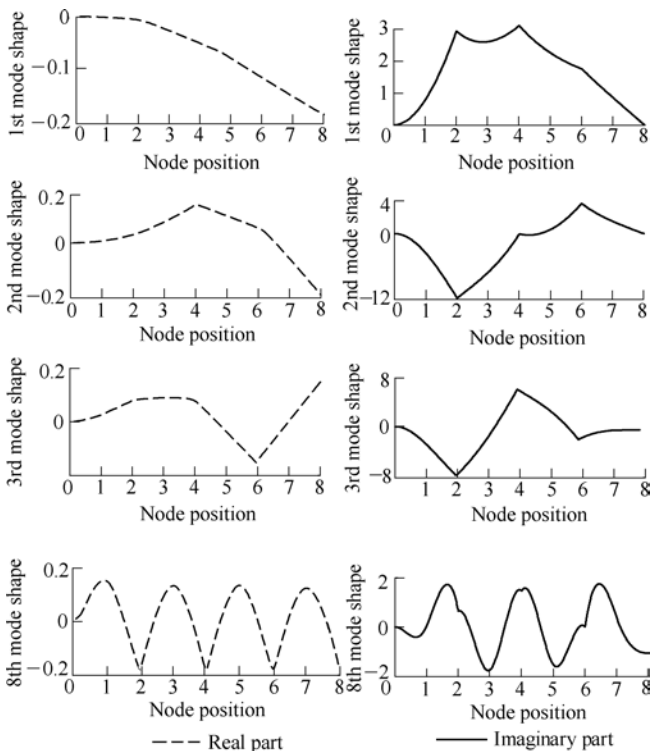 1st mode shape
0
−0.1
−0.2
0 1 2 3 4 5 6 7 8
Node position
1st mode shape
3
2
1
0 1 2 3 4 5 6 7 8
Node position
2nd mode shape
0.2
0
−0.2
0 1 2 3 4 5 6 7 8
Node position
2nd mode shape
4
0
−12
0 1 2 3 4 5 6 7 8
Node position
3rd mode shape
0.2
0
0 1 2 3 4 5 6 7 8
Node position
3rd mode shape
8
0
−8
0 1 2 3 4 5 6 7 8
Node position
8th mode shape
0.2
0
−0.2
0 1 2 3 4 5 6 7 8
Node position
8th mode shape
2
0
−2
0 1 2 3 4 5 6 7 8
Node position
Real part
Imaginary part